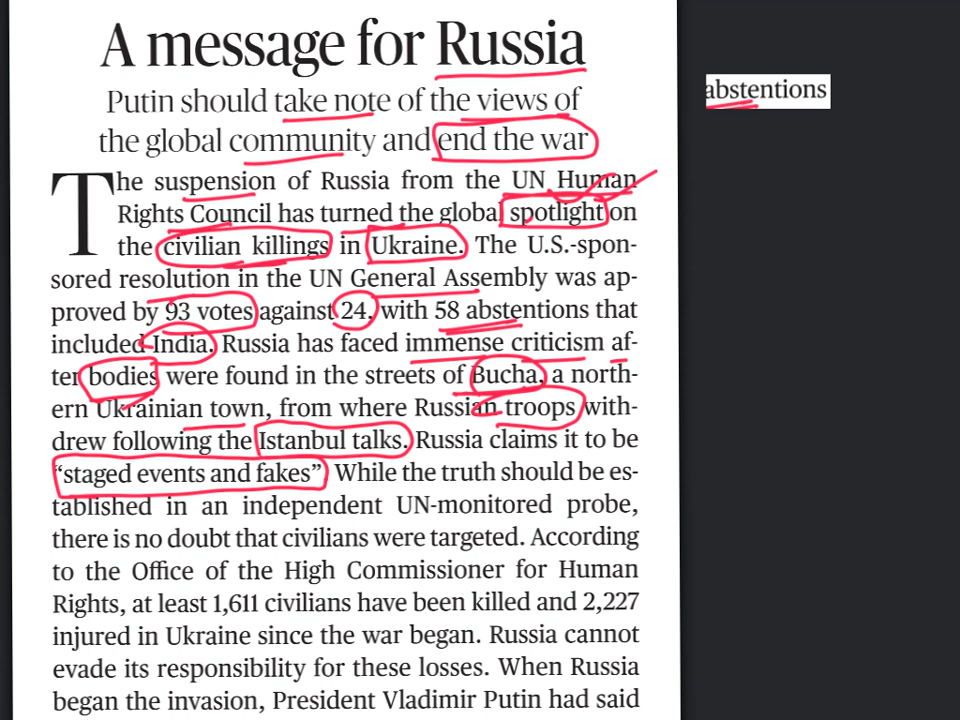 A message for Russia
Putin should take note of the views of
the global community and end the war
The suspension of Russia from the UN Human
Rights Council has turned the global spotlight on
the civilian killings in Ukraine. The U.S.-spon-
sored resolution in the UN General Assembly was ap-
proved by 93 votes against 24, with 58 abstentions that
included India. Russia has faced immense criticism af-
ter bodies were found in the streets of Bucha, a north-
ern Ukrainian town, from where Russian troops with-
drew following the Istanbul talks. Russia claims it to be
“staged events and fakes”. While the truth should be es-
tablished in an independent UN-monitored probe,
there is no doubt that civilians were targeted. According
to the Office of the High Commissioner for Human
Rights, at least 1,611 civilians have been killed and 2,227
injured in Ukraine since the war began. Russia cannot
evade its responsibility for these losses. When Russia
began the invasion, President Vladimir Putin had said
abstentions